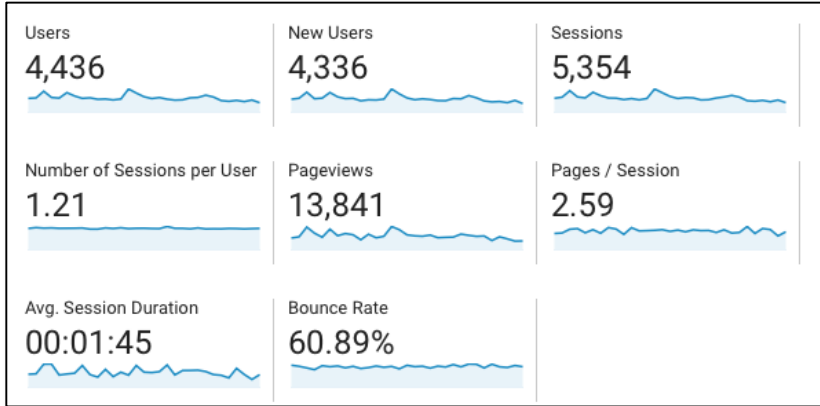 Users
4,436
New Users
4,336
Sessions
5,354
Number of Sessions per User
1.21
Pageviews
13,841
Pages / Session
2.59
Avg. Session Duration
00:01:45
Bounce Rate
60.89%